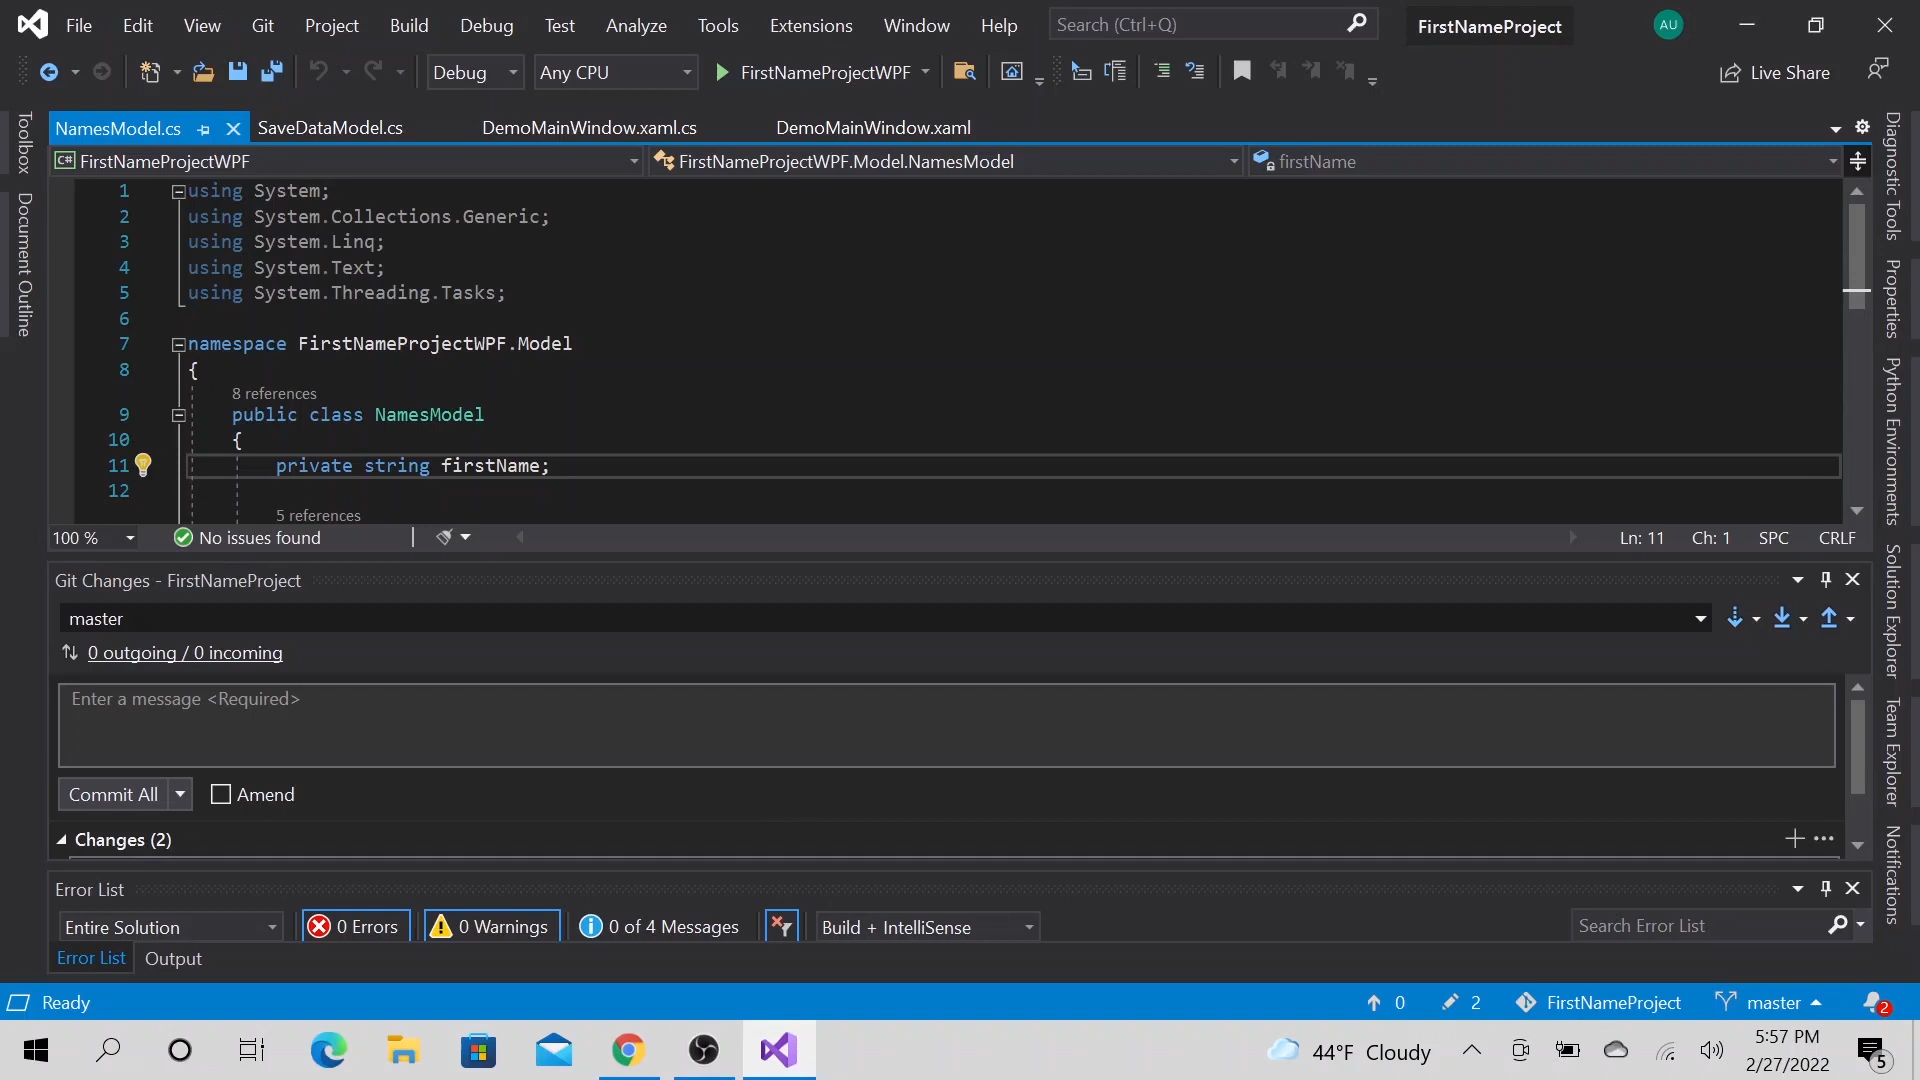 File Edit View Git Project Build Debug Test Analyze Tools Extensions Window Help Search (Ctrl+Q) FirstNameProject AU
Debug Any CPU FirstNameProjectWPF Live Share
NamesModel.cs SaveDataModel.cs DemoMainWindow.xaml.cs DemoMainWindow.xaml
C# FirstNameProjectWPF FirstNameProjectWPF.Model.NamesModel firstName
Toolbox
Document Outline
1 using System;
2 using System.Collections.Generic;
3 using System.Linq;
4 using System.Text;
5 using System.Threading.Tasks;
6
7 namespace FirstNameProjectWPF.Model
8 {
8 references
9 public class NamesModel
10 {
11 private string firstName;
12
5 references
100 % No issues found Ln: 11 Ch: 1 SPC CRLF
Git Changes - FirstNameProject
master
0 outgoing / 0 incoming
Enter a message <Required>
Commit All Amend
Changes (2)
Error List
Entire Solution 0 Errors 0 Warnings 0 of 4 Messages Build + IntelliSense Search Error List
Error List Output
Diagnostic Tools
Properties
Python Environments
Solution Explorer
Team Explorer
Notifications
Ready 0 2 FirstNameProject master 2
44°F Cloudy 5:57 PM
2/27/2022 5